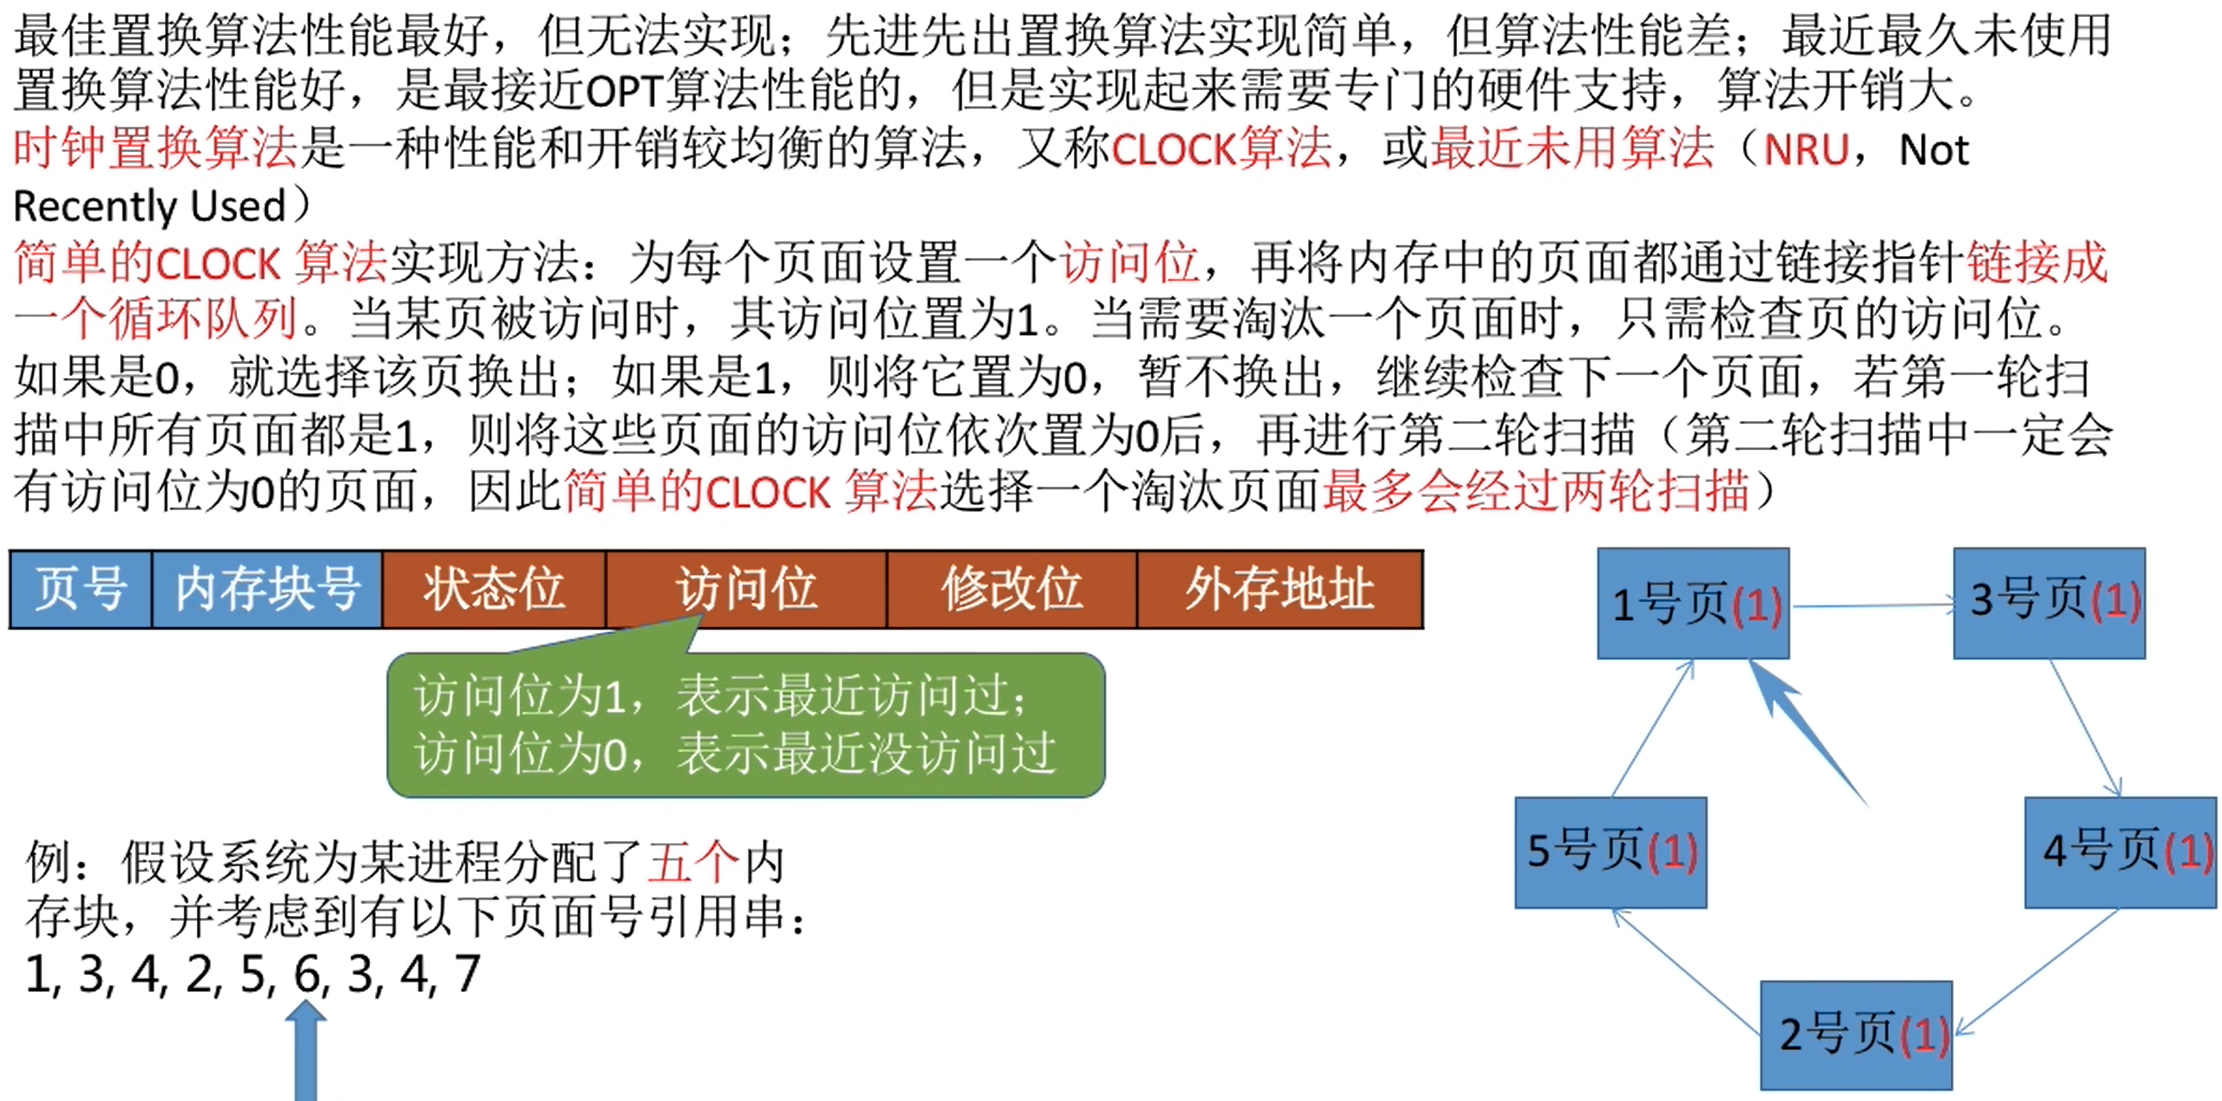 最佳置换算法性能最好，但无法实现；先进先出置换算法实现简单，但算法性能差；最近最久未使用
置换算法性能好，是最接近OPT算法性能的，但是实现起来需要专门的硬件支持，算法开销大。
时钟置换算法是一种性能和开销较均衡的算法，又称CLOCK算法，或最近未用算法（NRU，Not
Recently Used）
简单的CLOCK 算法实现方法：为每个页面设置一个访问位，再将内存中的页面都通过链接指针链接成
一个循环队列。当某页被访问时，其访问位置为1。当需要淘汰一个页面时，只需检查页的访问位。
如果是0，就选择该页换出；如果是1，则将它置为0，暂不换出，继续检查下一个页面，若第一轮扫
描中所有页面都是1，则将这些页面的访问位依次置为0后，再进行第二轮扫描（第二轮扫描中一定会
有访问位为0的页面，因此简单的CLOCK 算法选择一个淘汰页面最多会经过两轮扫描）
页号 内存块号 状态位 访问位 修改位 外存地址
访问位为1，表示最近访问过；
访问位为0，表示最近没访问过
例：假设系统为某进程分配了五个内
存块，并考虑到有以下页面号引用串：
1, 3, 4, 2, 5, 6, 3, 4, 7
1号页(1)
3号页(1)
5号页(1)
4号页(1)
2号页(1)